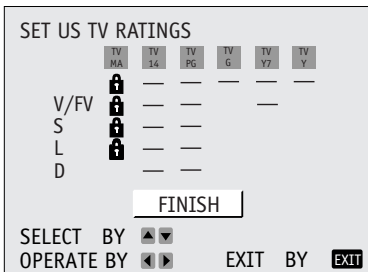 SET US TV RATINGS
TV MA TV 14 TV PG TV G TV Y7 TV Y
— — — — —
V/FV — — —
S — —
L — —
D — —
FINISH
SELECT BY ▲▼
OPERATE BY ◀▶ EXIT BY EXIT